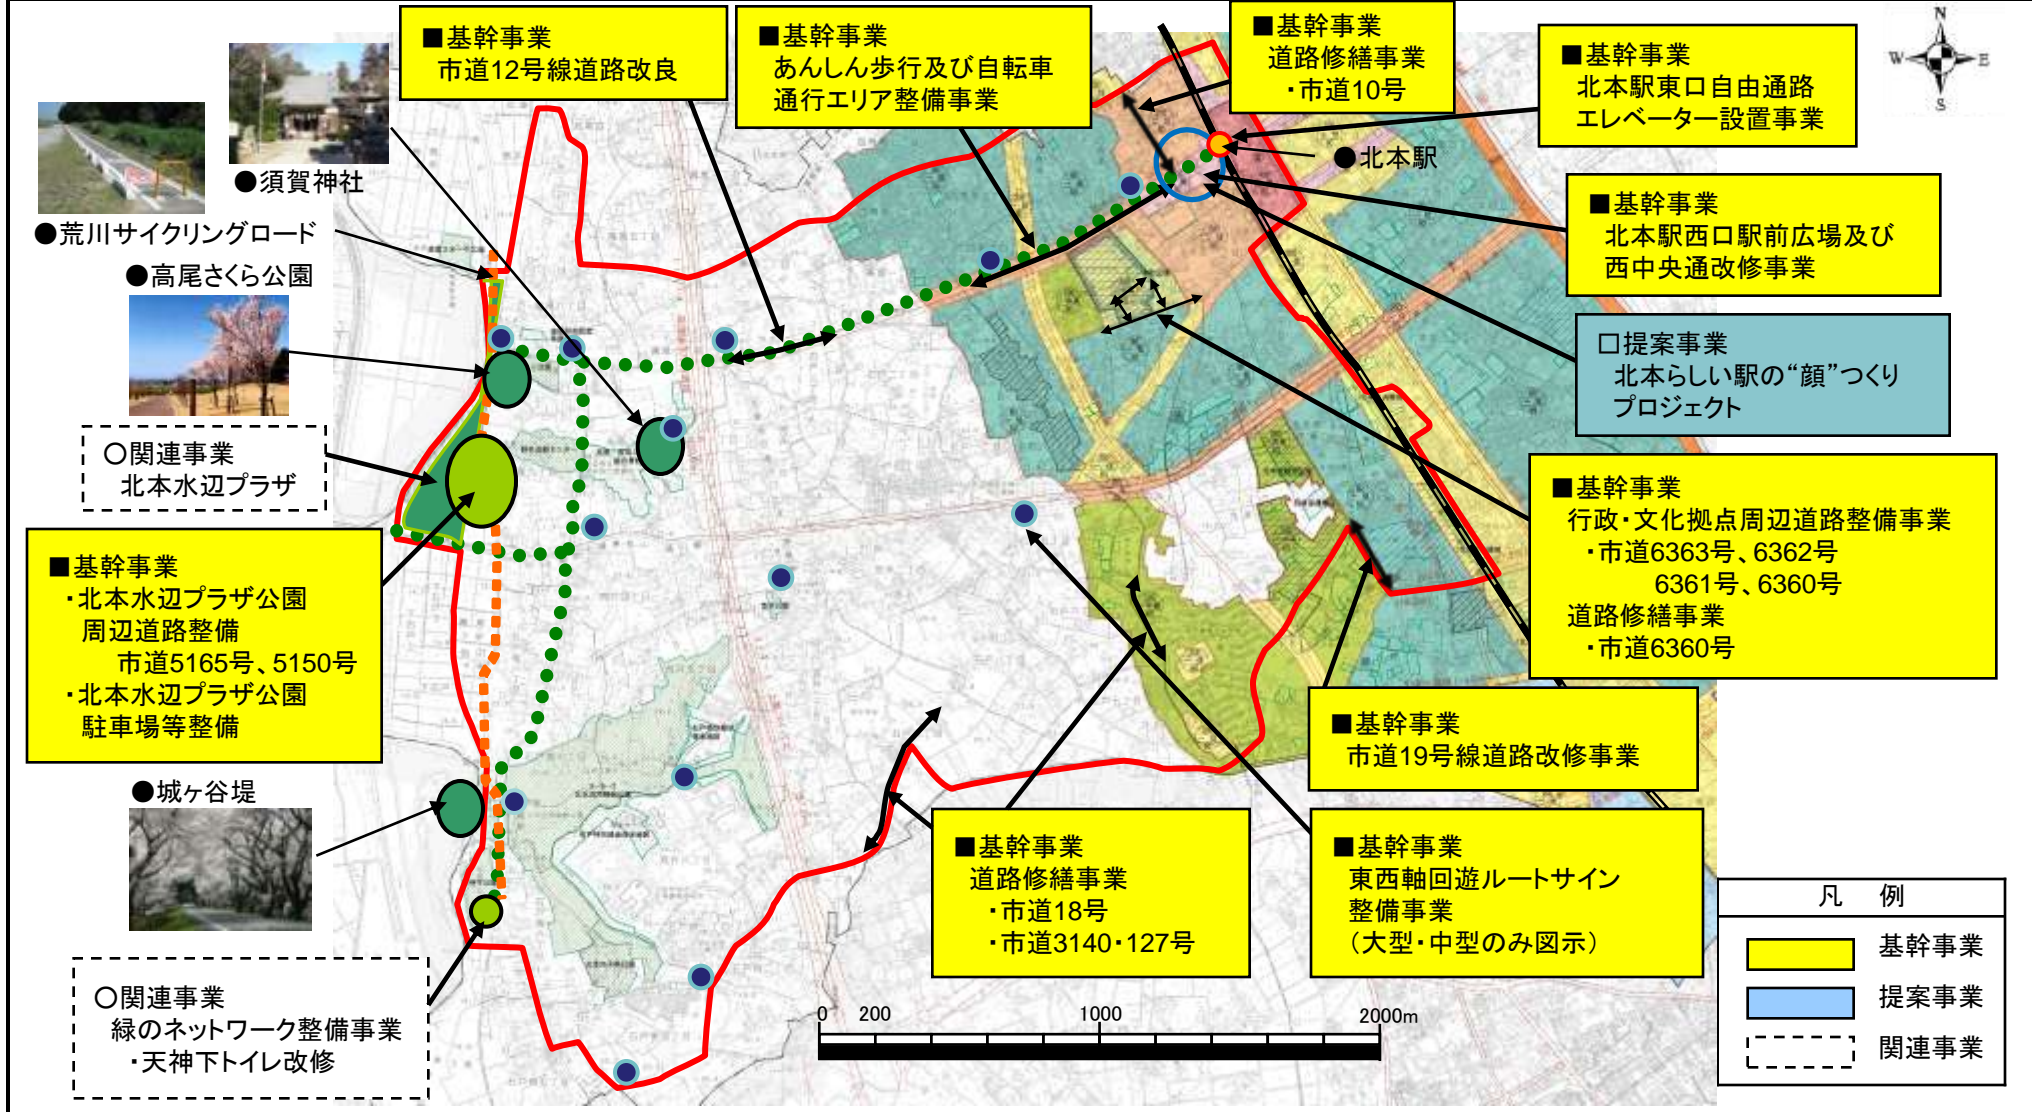 ■基幹事業
市道12号線道路改良
■基幹事業
あんしん歩行及び自転車
通行エリア整備事業
■基幹事業
道路修繕事業
・市道10号
■基幹事業
北本駅東口自由通路
エレベーター設置事業
N
W
E
S
●北本駅
●須賀神社
●荒川サイクリングロード
●高尾さくら公園
■基幹事業
北本駅西口駅前広場及び
西中央通改修事業
□提案事業
北本らしい駅の“顔”つくり
プロジェクト
○関連事業
北本水辺プラザ
■基幹事業
行政・文化拠点周辺道路整備事業
・市道6363号、6362号
6361号、6360号
道路修繕事業
・市道6360号
■基幹事業
・北本水辺プラザ公園
周辺道路整備
市道5165号、5150号
・北本水辺プラザ公園
駐車場等整備
■基幹事業
市道19号線道路改修事業
●城ヶ谷堤
■基幹事業
道路修繕事業
・市道18号
・市道3140・127号
■基幹事業
東西軸回遊ルートサイン
整備事業
（大型・中型のみ図示）
○関連事業
緑のネットワーク整備事業
・天神下トイレ改修
0 200 1000 2000m
凡 例
基幹事業
提案事業
関連事業